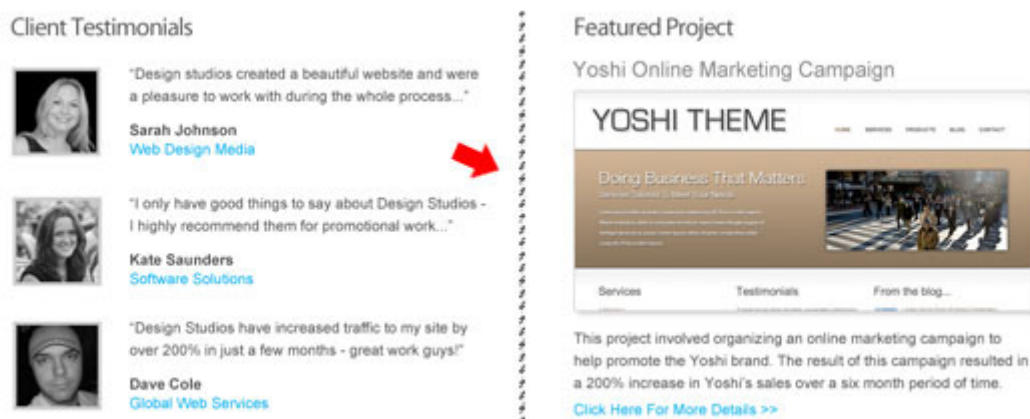 Client Testimonials
"Design studios created a beautiful website and were
a pleasure to work with during the whole process..."
Sarah Johnson
Web Design Media
"I only have good things to say about Design Studios -
I highly recommend them for promotional work..."
Kate Saunders
Software Solutions
"Design Studios have increased traffic to my site by
over 200% in just a few months - great work guys!"
Dave Cole
Global Web Services
Featured Project
Yoshi Online Marketing Campaign
YOSHI THEME
HOME SERVICES PRODUCTS BLOG CONTACT
Doing Business That Matters
Services Testimonials From the blog...
This project involved organizing an online marketing campaign to
help promote the Yoshi brand. The result of this campaign resulted in
a 200% increase in Yoshi's sales over a six month period of time.
Click Here For More Details >>